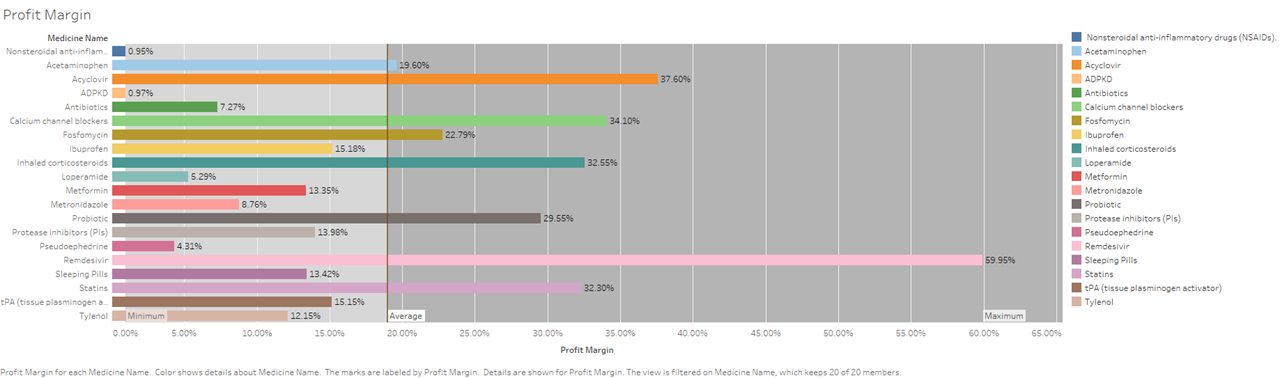 Profit Margin
Medicine Name
Nonsteroidal anti-inflam.. 0.95%
Acetaminophen 19.60%
Acyclovir 37.60%
ADPKD 0.97%
Antibiotics 7.27%
Calcium channel blockers 34.10%
Fosfomycin 22.79%
Ibuprofen 15.18%
Inhaled corticosteroids 32.55%
Loperamide 5.29%
Metformin 13.35%
Metronidazole 8.76%
Probiotic 29.55%
Protease inhibitors (PIs) 13.98%
Pseudoephedrine 4.31%
Remdesivir 59.95%
Sleeping Pills 13.42%
Statins 32.30%
tPA (tissue plasminogen a.. 15.15%
Tylenol Minimum 12.15% Average Maximum
0.00% 5.00% 10.00% 15.00% 20.00% 25.00% 30.00% 35.00% 40.00% 45.00% 50.00% 55.00% 60.00% 65.00%
Profit Margin
Nonsteroidal anti-inflammatory drugs (NSAIDs).
Acetaminophen
Acyclovir
ADPKD
Antibiotics
Calcium channel blockers
Fosfomycin
Ibuprofen
Inhaled corticosteroids
Loperamide
Metformin
Metronidazole
Probiotic
Protease inhibitors (PIs)
Pseudoephedrine
Remdesivir
Sleeping Pills
Statins
tPA (tissue plasminogen activator)
Tylenol
Profit Margin for each Medicine Name. Color shows details about Medicine Name. The marks are labeled by Profit Margin. Details are shown for Profit Margin. The view is filtered on Medicine Name, which keeps 20 of 20 members.